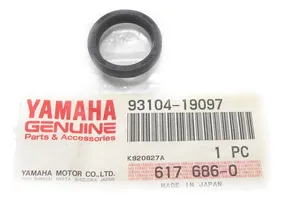 YAMAHA
GENUINE
Parts & Accessories
93104-19097
1 PC
K920827A
YAMAHA MOTOR CO.,LTD.
617 686-0
MADE IN JAPAN